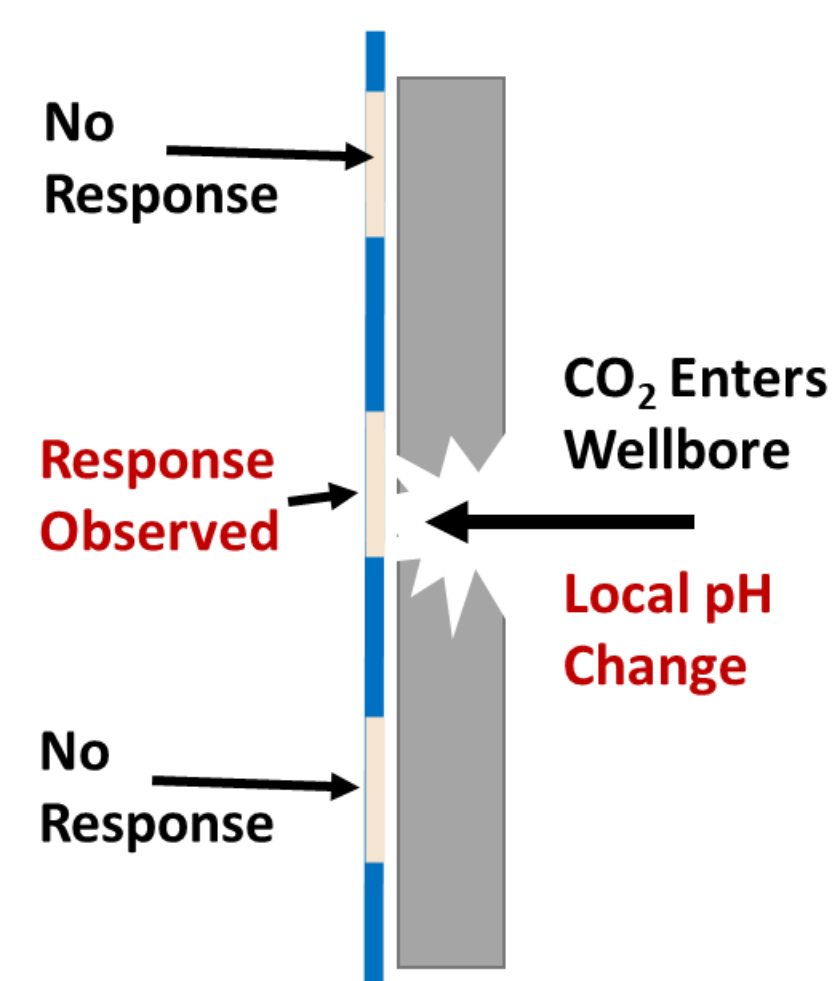 No
Response
CO₂ Enters
Wellbore
Response
Observed
Local pH
Change
No
Response